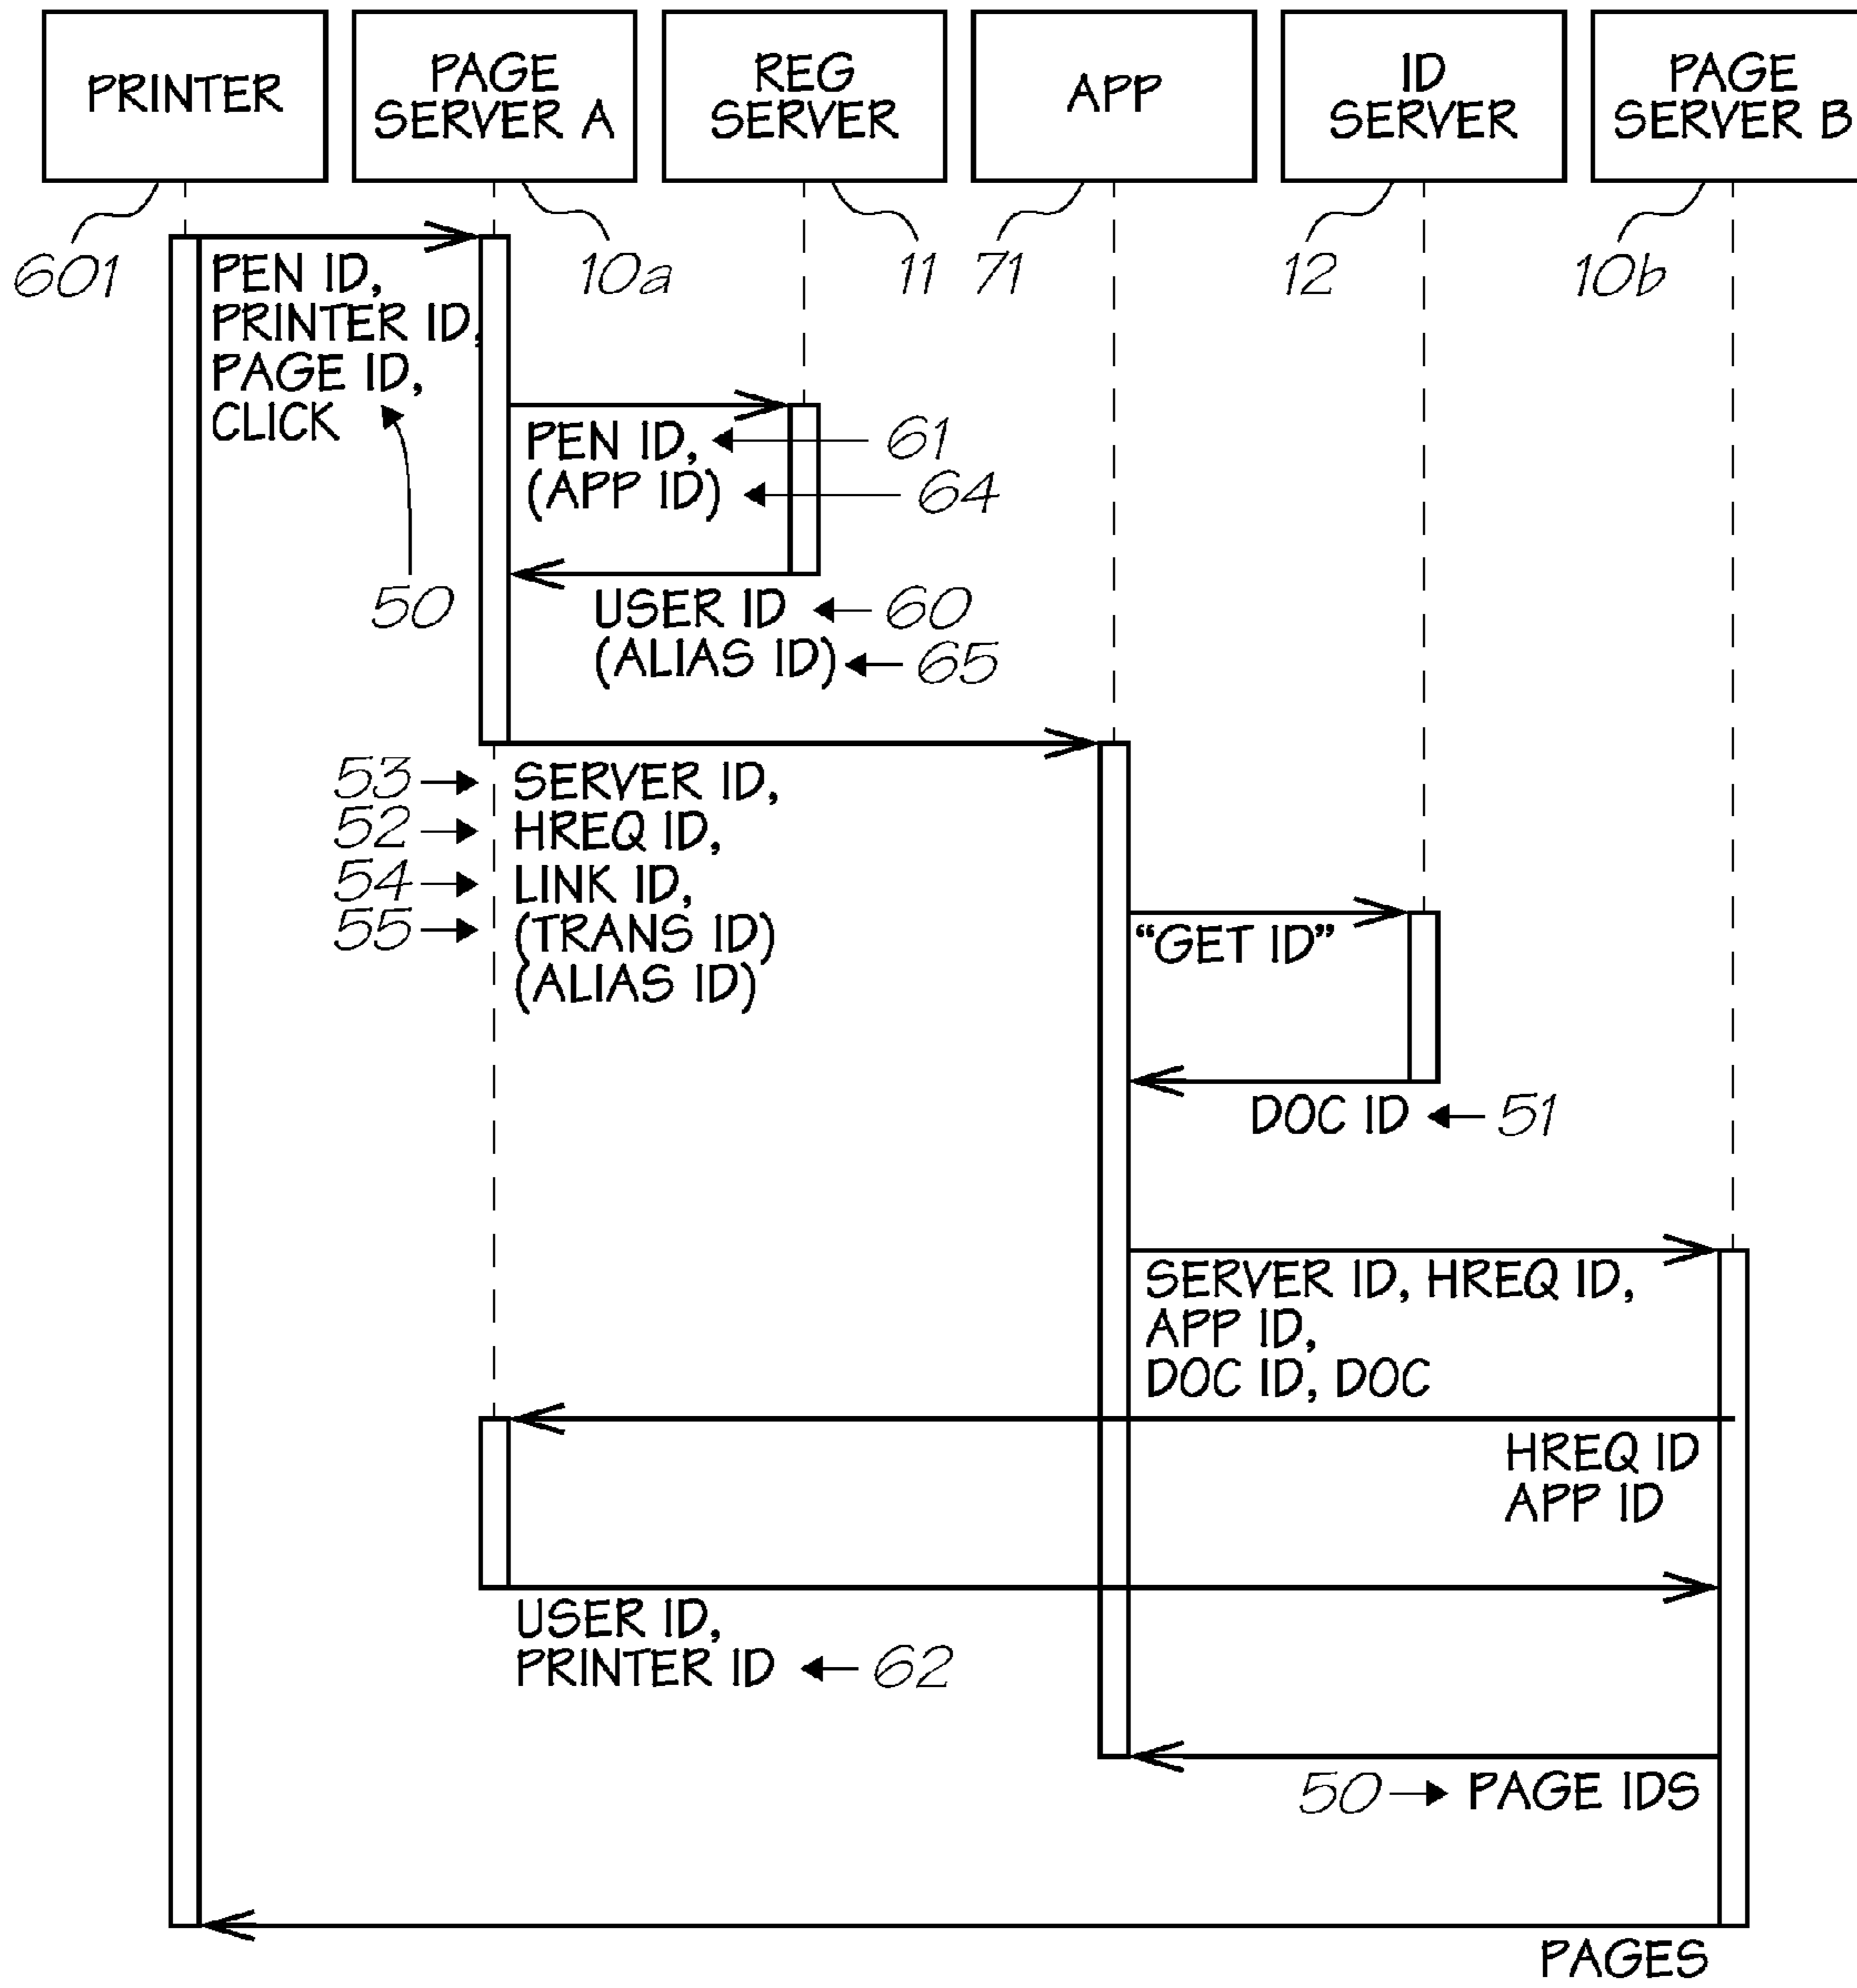 PRINTER
PAGE
SERVER A
REG
SERVER
APP
ID
SERVER
PAGE
SERVER B
601
10a
11
71
12
10b
PEN ID,
PRINTER ID,
PAGE ID,
CLICK
50
PEN ID, 61
(APP ID) 64
USER ID 60
(ALIAS ID) 65
53 SERVER ID,
52 HREQ ID,
54 LINK ID,
55 (TRANS ID)
(ALIAS ID)
“GET ID”
DOC ID 51
SERVER ID, HREQ ID,
APP ID,
DOC ID, DOC
HREQ ID
APP ID
USER ID,
PRINTER ID 62
50 PAGE IDS
PAGES